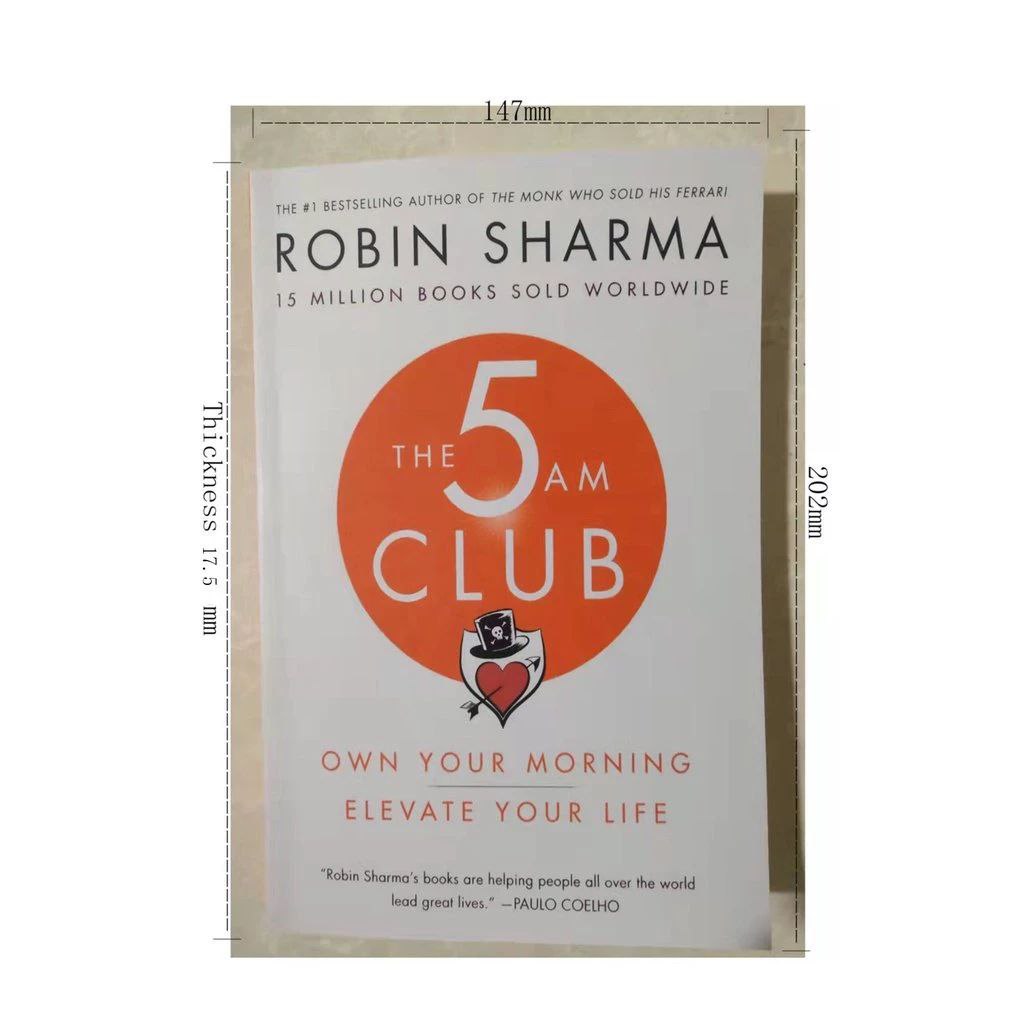 147mm
THE #1 BESTSELLING AUTHOR OF THE MONK WHO SOLD HIS FERRARI
ROBIN SHARMA
15 MILLION BOOKS SOLD WORLDWIDE
THE 5 AM
CLUB
OWN YOUR MORNING
ELEVATE YOUR LIFE
“Robin Sharma’s books are helping people all over the world
lead great lives.” —PAULO COELHO
Thickness 17.5 mm
202mm